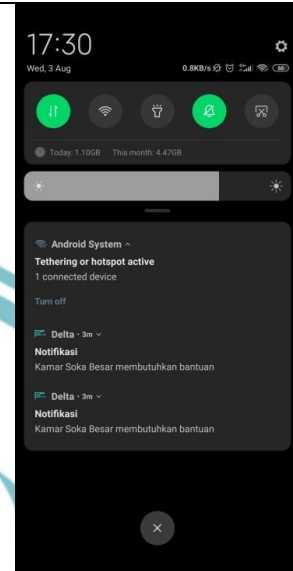 17:30
Wed, 3 Aug 0.8KB/s 4G 66
Today: 1.10GB This month: 4.47GB
Android System
Tethering or hotspot active
1 connected device
Turn off
Delta · 3m
Notifikasi
Kamar Soka Besar membutuhkan bantuan
Delta · 3m
Notifikasi
Kamar Soka Besar membutuhkan bantuan